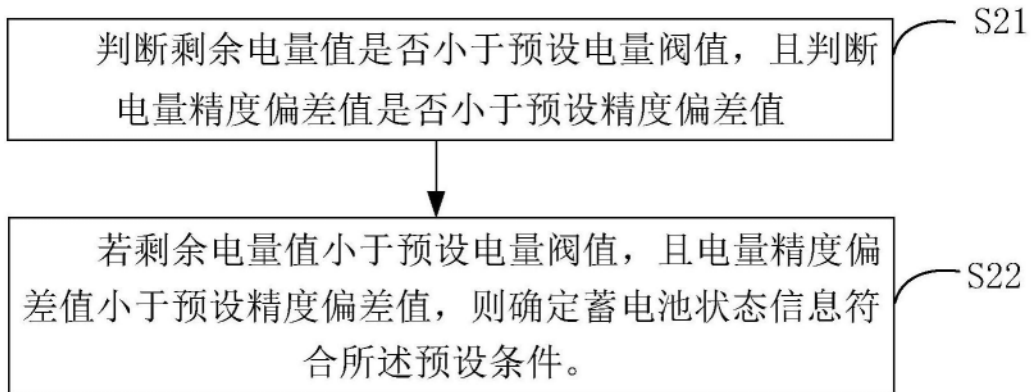 判断剩余电量值是否小于预设电量阀值，且判断
电量精度偏差值是否小于预设精度偏差值
S21
若剩余电量值小于预设电量阀值，且电量精度偏
差值小于预设精度偏差值，则确定蓄电池状态信息符
合所述预设条件。
S22